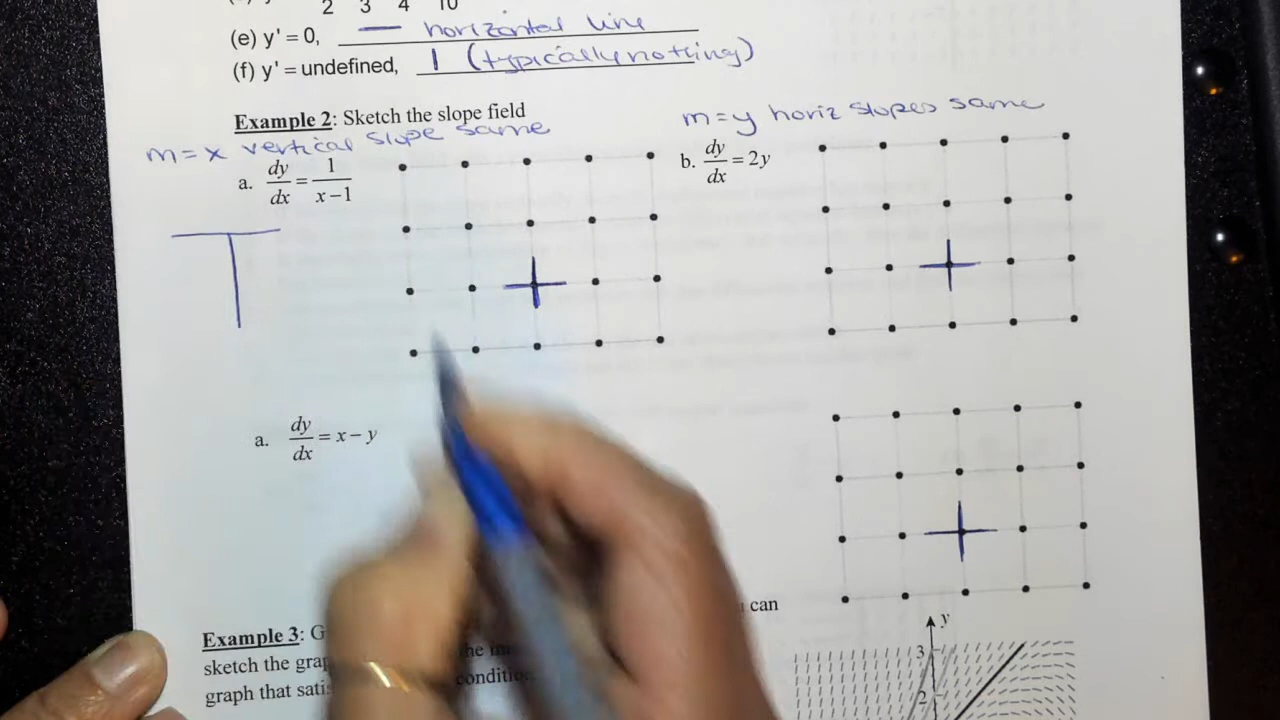 2 3 4 10
(e) y' = 0, — horizontal line
(f) y' = undefined, | (typically nothing)
Example 2: Sketch the slope field
m = x vertical slope same
m = y horiz slopes same
a. dy/dx = 1/(x−1)
b. dy/dx = 2y
a. dy/dx = x − y
can
Example 3: G
sketch the grap
graph that satis conditio
y
3
2